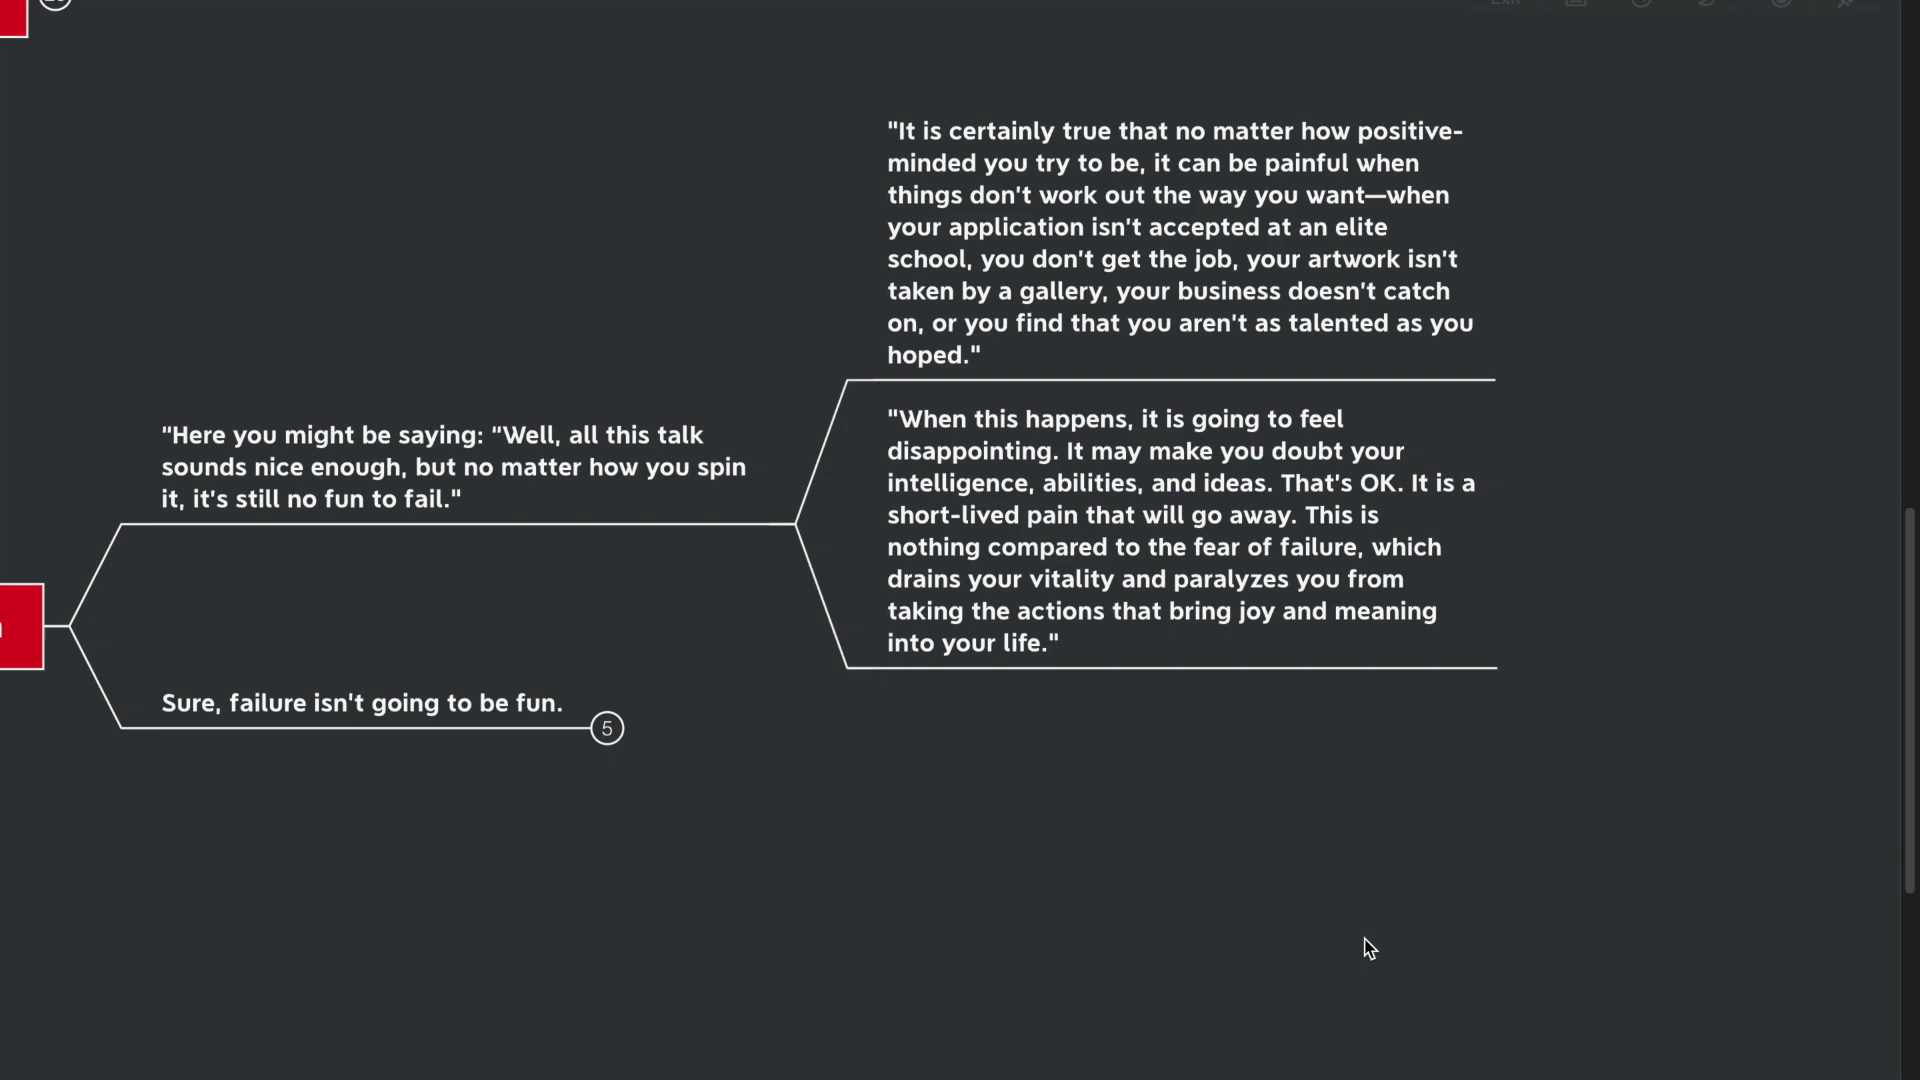 "It is certainly true that no matter how positive-
minded you try to be, it can be painful when
things don't work out the way you want—when
your application isn't accepted at an elite
school, you don't get the job, your artwork isn't
taken by a gallery, your business doesn't catch
on, or you find that you aren't as talented as you
hoped."
“Here you might be saying: “Well, all this talk
sounds nice enough, but no matter how you spin
it, it's still no fun to fail."
"When this happens, it is going to feel
disappointing. It may make you doubt your
intelligence, abilities, and ideas. That's OK. It is a
short-lived pain that will go away. This is
nothing compared to the fear of failure, which
drains your vitality and paralyzes you from
taking the actions that bring joy and meaning
into your life."
Sure, failure isn't going to be fun.
5